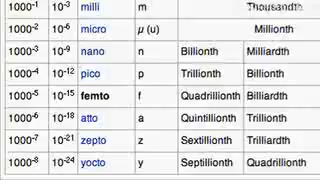 1000⁻¹ 10⁻³ milli m Thousandth
1000⁻² 10⁻⁶ micro µ (u) Millionth
1000⁻³ 10⁻⁹ nano n Billionth Milliardth
1000⁻⁴ 10⁻¹² pico p Trillionth Billionth
1000⁻⁵ 10⁻¹⁵ femto f Quadrillionth Billiardth
1000⁻⁶ 10⁻¹⁸ atto a Quintillionth Trillionth
1000⁻⁷ 10⁻²¹ zepto z Sextillionth Trilliardth
1000⁻⁸ 10⁻²⁴ yocto y Septillionth Quadrillionth